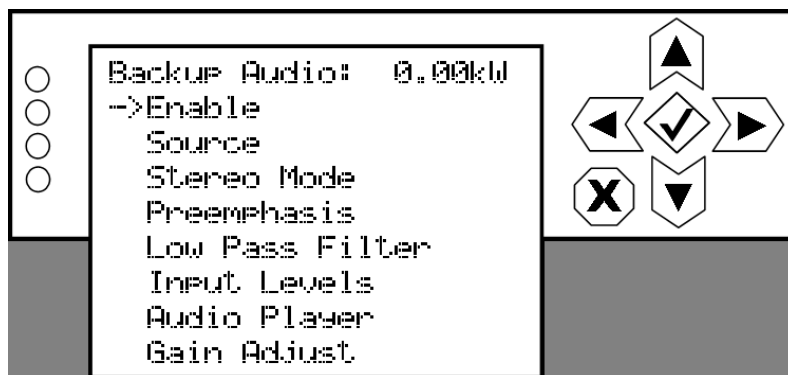 Backup Audio: 0.00kW
->Enable
Source
Stereo Mode
Preemphasis
Low Pass Filter
Input Levels
Audio Player
Gain Adjust
X